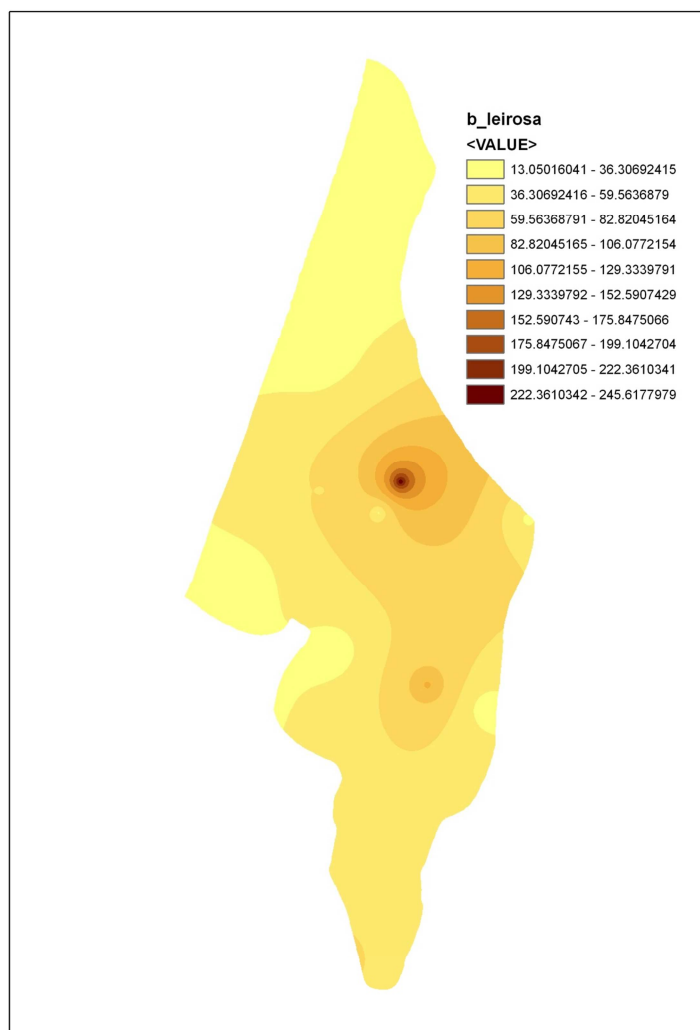 b_leirosa
<VALUE>
13.05016041 - 36.30692415
36.30692416 - 59.5636879
59.56368791 - 82.82045164
82.82045165 - 106.0772154
106.0772155 - 129.3339791
129.3339792 - 152.5907429
152.590743 - 175.8475066
175.8475067 - 199.1042704
199.1042705 - 222.3610341
222.3610342 - 245.6177979